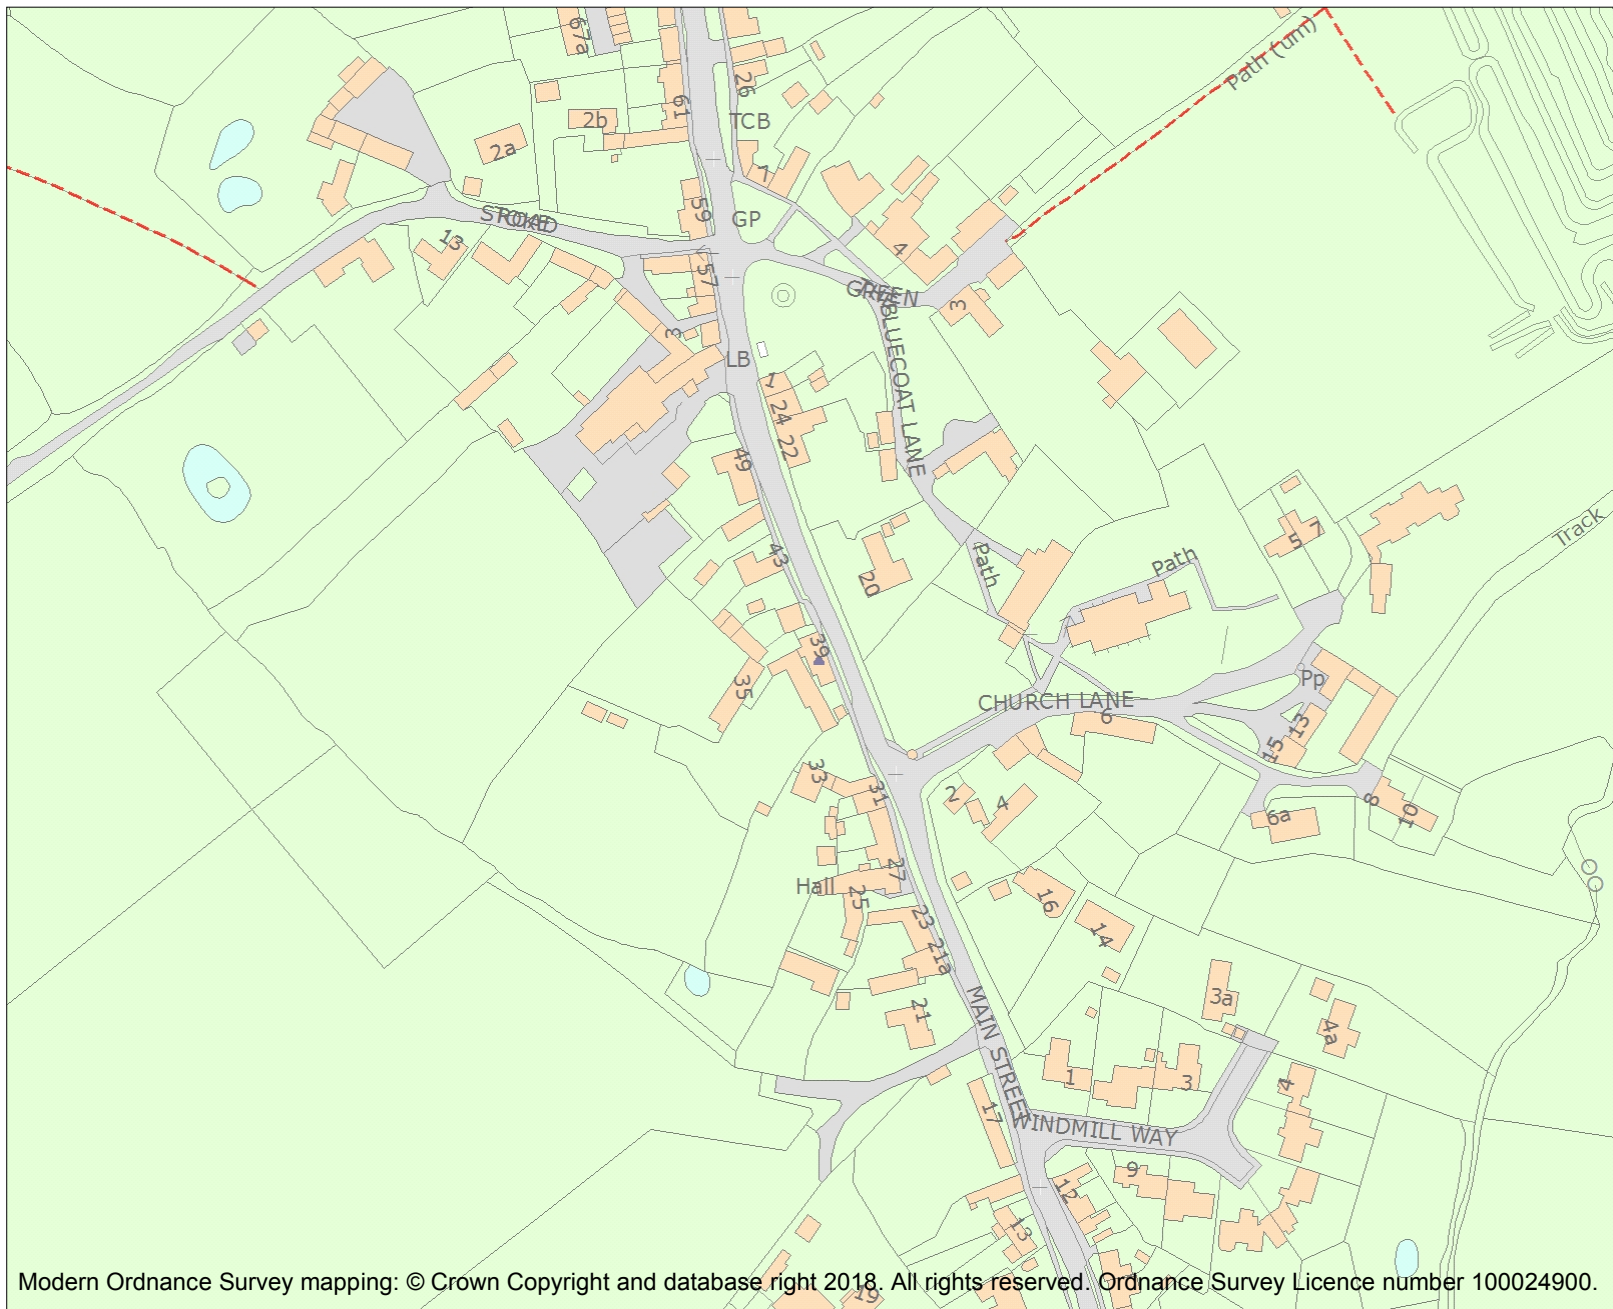 67a
61
26
TCB
Path (um)
2b
2a
7
59
GP
STOKE
ROAD
13
4
57
THE
GREEN
3
3
LB
1
24
22
BLUECOAT LANE
49
43
20
Path
Path
5
7
Track
39
35
CHURCH LANE
6
Pp
13
15
33
31
2
4
8
10
6a
27
Hall
25
16
23
14
21a
3a
21
4a
MAIN STREET
1
3
4
17
WINDMILL WAY
9
12
13
19
Modern Ordnance Survey mapping: © Crown Copyright and database right 2018. All rights reserved. Ordnance Survey Licence number 100024900.